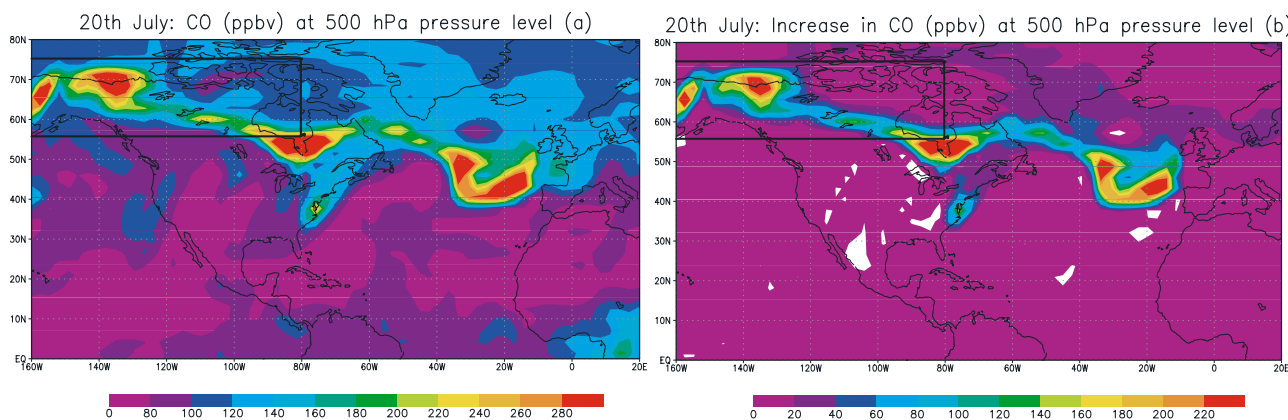 20th July: CO (ppbv) at 500 hPa pressure level (a)
80N
70N
60N
50N
40N
30N
20N
10N
EQ
160W 140W 120W 100W 80W 60W 40W 20W 0 20E
0 80 100 120 140 160 180 200 220 240 260 280
20th July: Increase in CO (ppbv) at 500 hPa pressure level (b)
80N
70N
60N
50N
40N
30N
20N
10N
EQ
160W 140W 120W 100W 80W 60W 40W 20W 0 20E
0 20 40 60 80 100 120 140 160 180 200 220